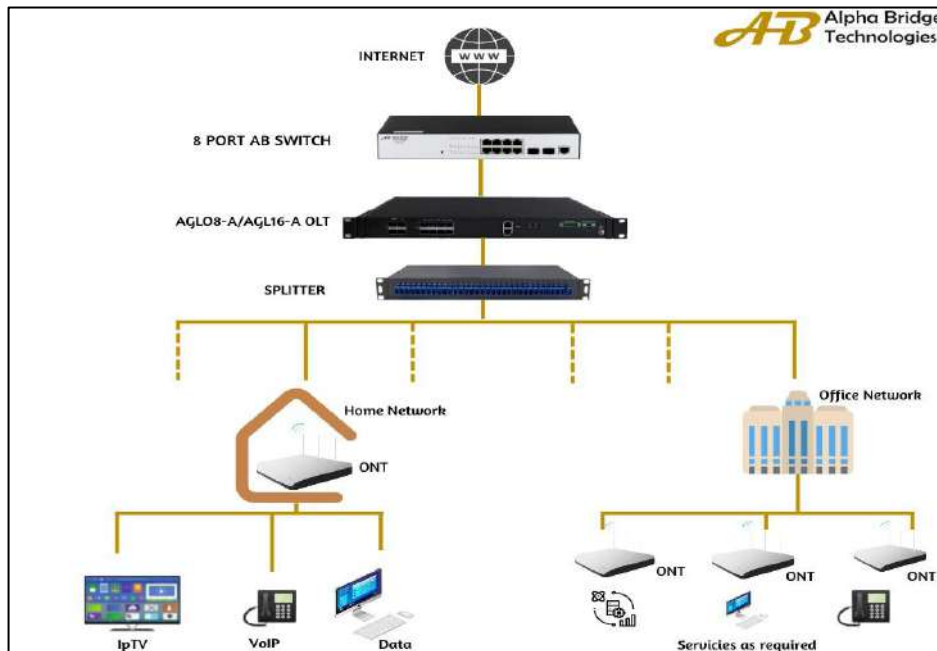 AB Alpha Bridge
Technologies
INTERNET
WWW
8 PORT AB SWITCH
AGL08-A/AGL16-A OLT
SPLITTER
Home Network
Office Network
ONT
ONT
ONT
ONT
IpTV
VoIP
Data
Servicies as required